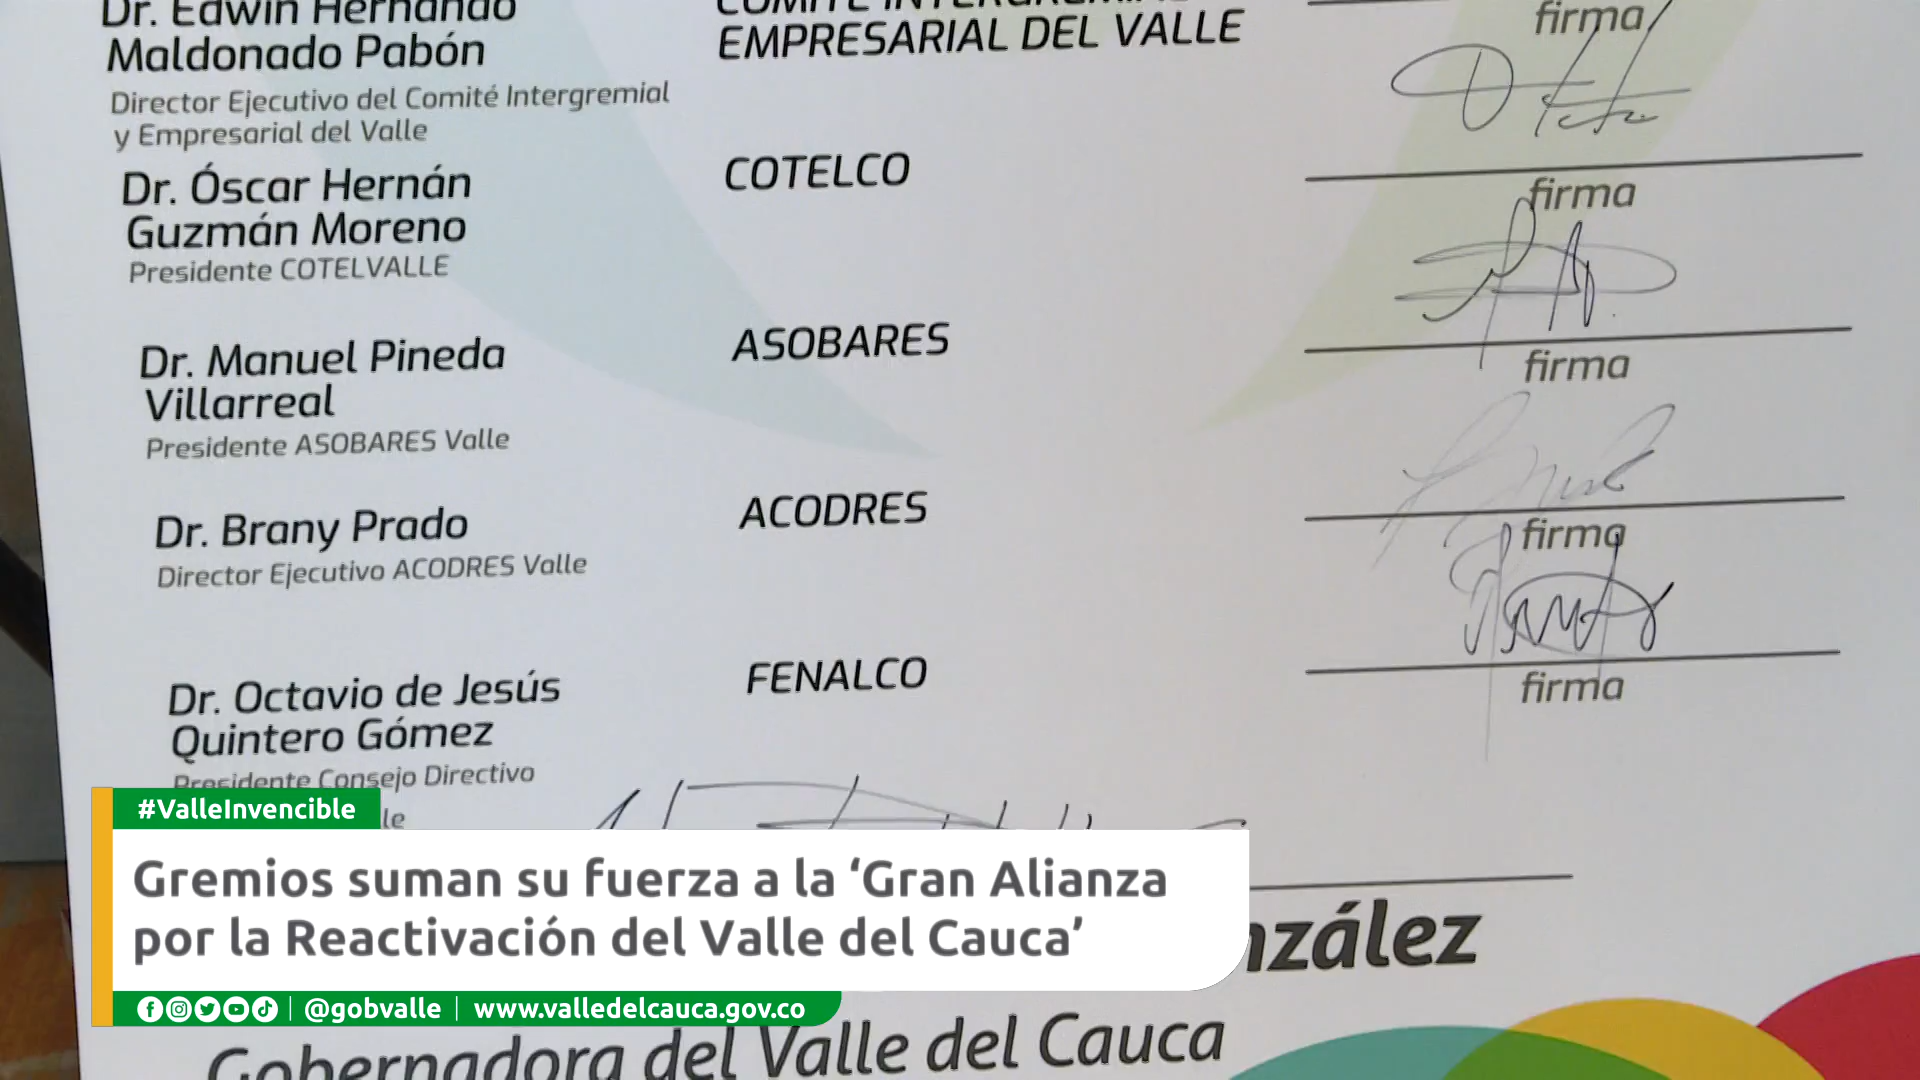 Dr. Edwin Hernando
Maldonado Pabón
Director Ejecutivo del Comité Intergremial
y Empresarial del Valle
COMITÉ INTERGREMIAL
EMPRESARIAL DEL VALLE
firma
Dr. Óscar Hernán
Guzmán Moreno
Presidente COTELVALLE
COTELCO
firma
Dr. Manuel Pineda
Villarreal
Presidente ASOBARES Valle
ASOBARES
firma
Dr. Brany Prado
Director Ejecutivo ACODRES Valle
ACODRES
firma
Dr. Octavio de Jesús
Quintero Gómez
Presidente Consejo Directivo
le
FENALCO
firma
#ValleInvencible
Gremios suman su fuerza a la ‘Gran Alianza
por la Reactivación del Valle del Cauca’
nzález
@gobvalle | www.valledelcauca.gov.co
Gobernadora del Valle del Cauca